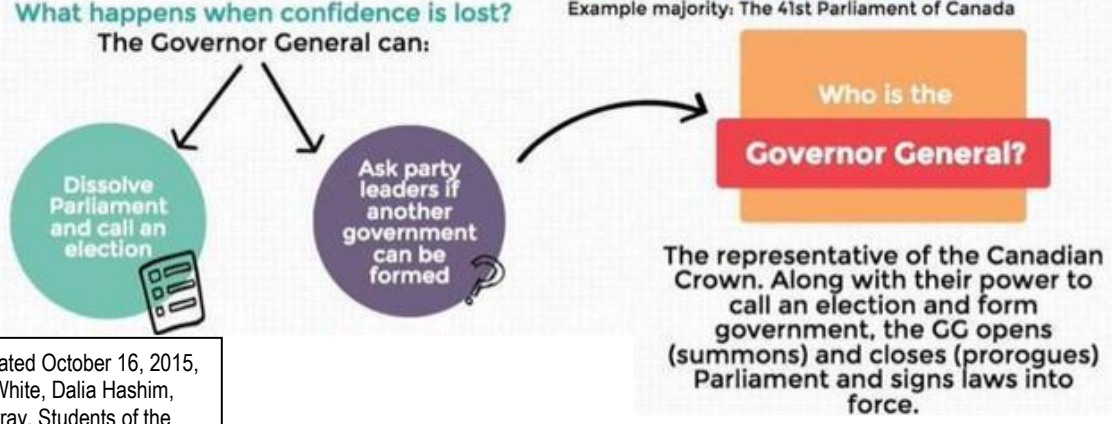 What happens when confidence is lost?
The Governor General can:
Dissolve
Parliament
and call an
election
Ask party
leaders if
another
government
can be
formed
?
Example majority: The 41st Parliament of Canada
Who is the
Governor General?
The representative of the Canadian
Crown. Along with their power to
call an election and form
government, the GG opens
(summons) and closes (prorogues)
Parliament and signs laws into
force.
ated October 16, 2015,
White, Dalia Hashim,
ray, Students of the